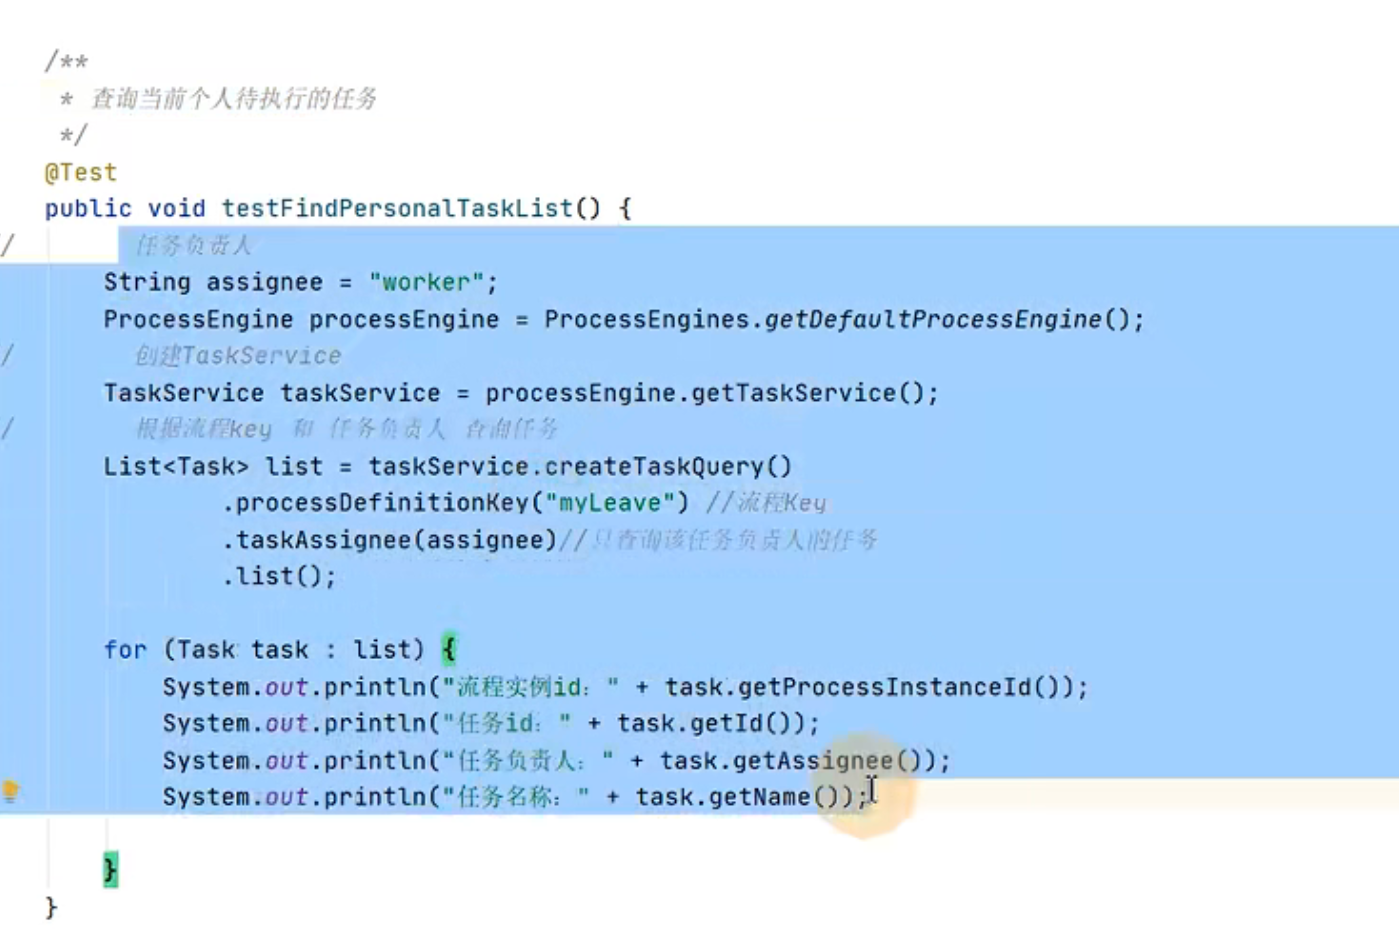 /**
 * 查询当前个人待执行的任务
 */
@Test
public void testFindPersonalTaskList() {
//        任务负责人
    String assignee = "worker";
    ProcessEngine processEngine = ProcessEngines.getDefaultProcessEngine();
/        创建TaskService
    TaskService taskService = processEngine.getTaskService();
/        根据流程key 和 任务负责人 查询任务
    List<Task> list = taskService.createTaskQuery()
            .processDefinitionKey("myLeave") //流程Key
            .taskAssignee(assignee)//只查询该任务负责人的任务
            .list();
    for (Task task : list) {
        System.out.println("流程实例id：" + task.getProcessInstanceId());
        System.out.println("任务id：" + task.getId());
        System.out.println("任务负责人：" + task.getAssignee());
        System.out.println("任务名称：" + task.getName());
    }
}